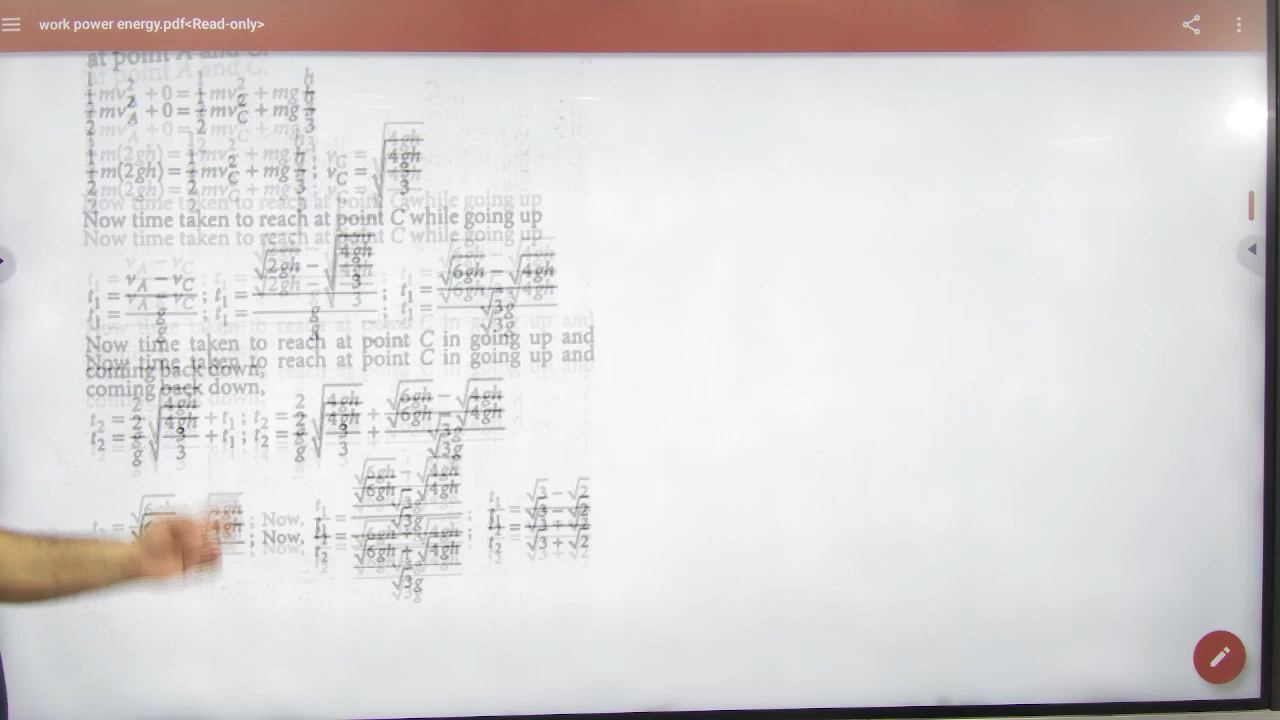 work power energy.pdf<Read-only>
at point A and C.
1/2 mv_A^2 + 0 = 1/2 mv_C^2 + mg h/3
1/2 m(2gh) = 1/2 mv_C^2 + mg h/3 ; v_C = √(4gh/3)
Now time taken to reach at point C while going up
t_1 = (v_A − v_C)/g ; t_1 = (√2gh − √(4gh/3))/g ; t_1 = (√6gh − √4gh)/(√3g)
Now time taken to reach at point C in going up and
coming back down,
t_2 = 2/g √(4gh/3) + t_1 ; t_2 = 2/g √(4gh/3) + (√6gh − √4gh)/(√3g)
; Now, t_1/t_2 = ((√6gh − √4gh)/(√3g))/((√6gh + √4gh)/(√3g)) ; t_1/t_2 = (√3 − √2)/(√3 + √2)